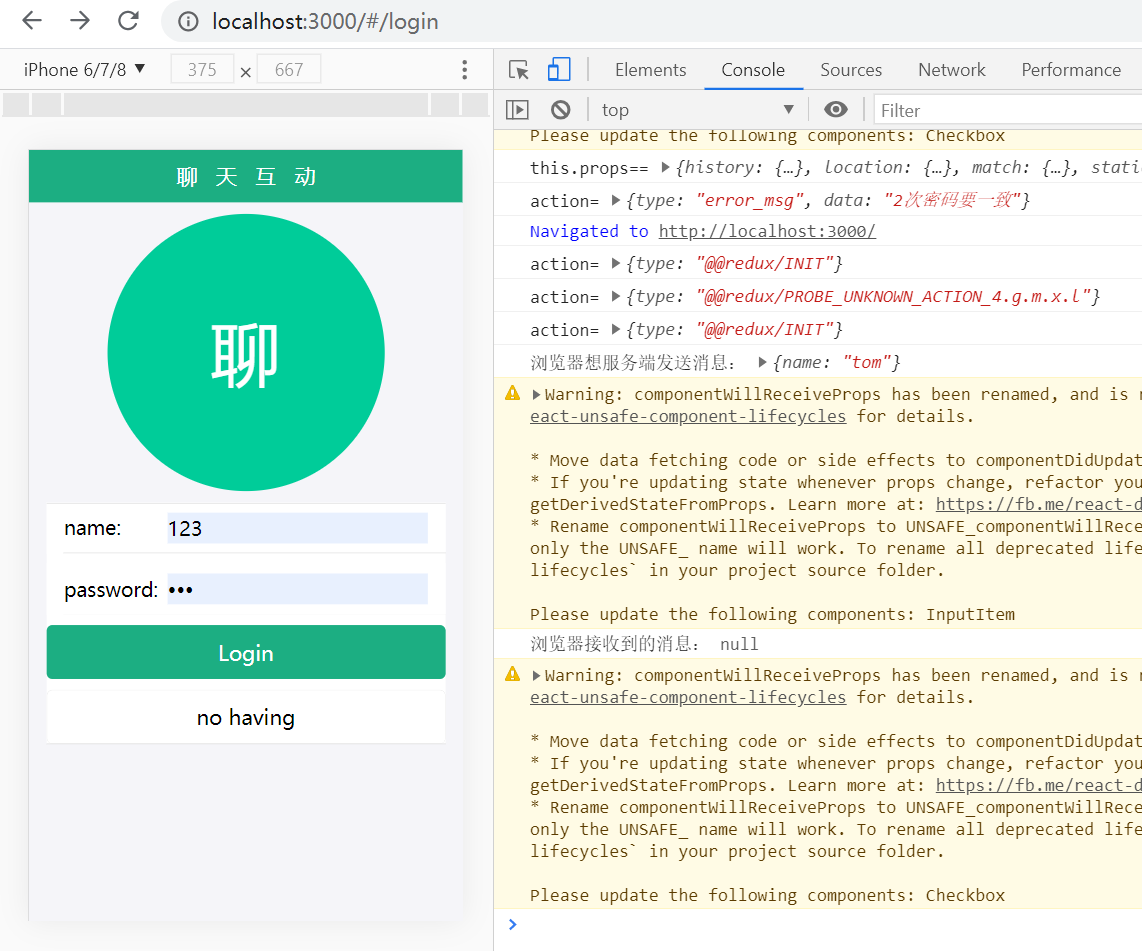 localhost:3000/#/login
iPhone 6/7/8 375 × 667
Elements Console Sources Network Performance
top Filter
聊 天 互 动
聊
name: 123
password: •••
Login
no having
Please update the following components: Checkbox
this.props== {history: {…}, location: {…}, match: {…}, stati
action= {type: "error_msg", data: "2次密码要一致"}
Navigated to http://localhost:3000/
action= {type: "@@redux/INIT"}
action= {type: "@@redux/PROBE_UNKNOWN_ACTION_4.g.m.x.l"}
action= {type: "@@redux/INIT"}
浏览器想服务端发送消息: {name: "tom"}
Warning: componentWillReceiveProps has been renamed, and is
eact-unsafe-component-lifecycles for details.
* Move data fetching code or side effects to componentDidUpdat
* If you're updating state whenever props change, refactor you
getDerivedStateFromProps. Learn more at: https://fb.me/react-d
* Rename componentWillReceiveProps to UNSAFE_componentWillRece
only the UNSAFE_ name will work. To rename all deprecated life
lifecycles` in your project source folder.
Please update the following components: InputItem
浏览器接收到的消息: null
Warning: componentWillReceiveProps has been renamed, and is
eact-unsafe-component-lifecycles for details.
* Move data fetching code or side effects to componentDidUpdat
* If you're updating state whenever props change, refactor you
getDerivedStateFromProps. Learn more at: https://fb.me/react-d
* Rename componentWillReceiveProps to UNSAFE_componentWillRece
only the UNSAFE_ name will work. To rename all deprecated life
lifecycles` in your project source folder.
Please update the following components: Checkbox